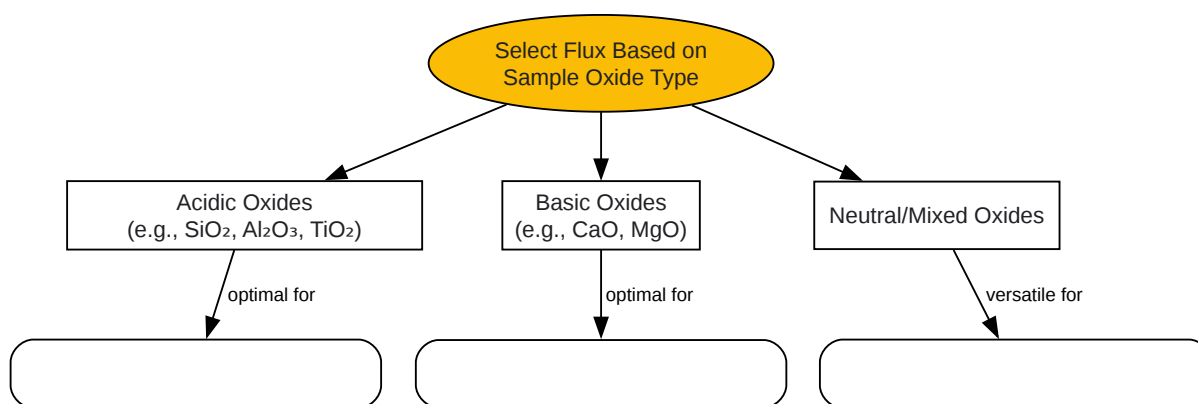 Select Flux Based on
Sample Oxide Type
Acidic Oxides
(e.g., SiO₂, Al₂O₃, TiO₂)
Basic Oxides
(e.g., CaO, MgO)
Neutral/Mixed Oxides
optimal for
optimal for
versatile for